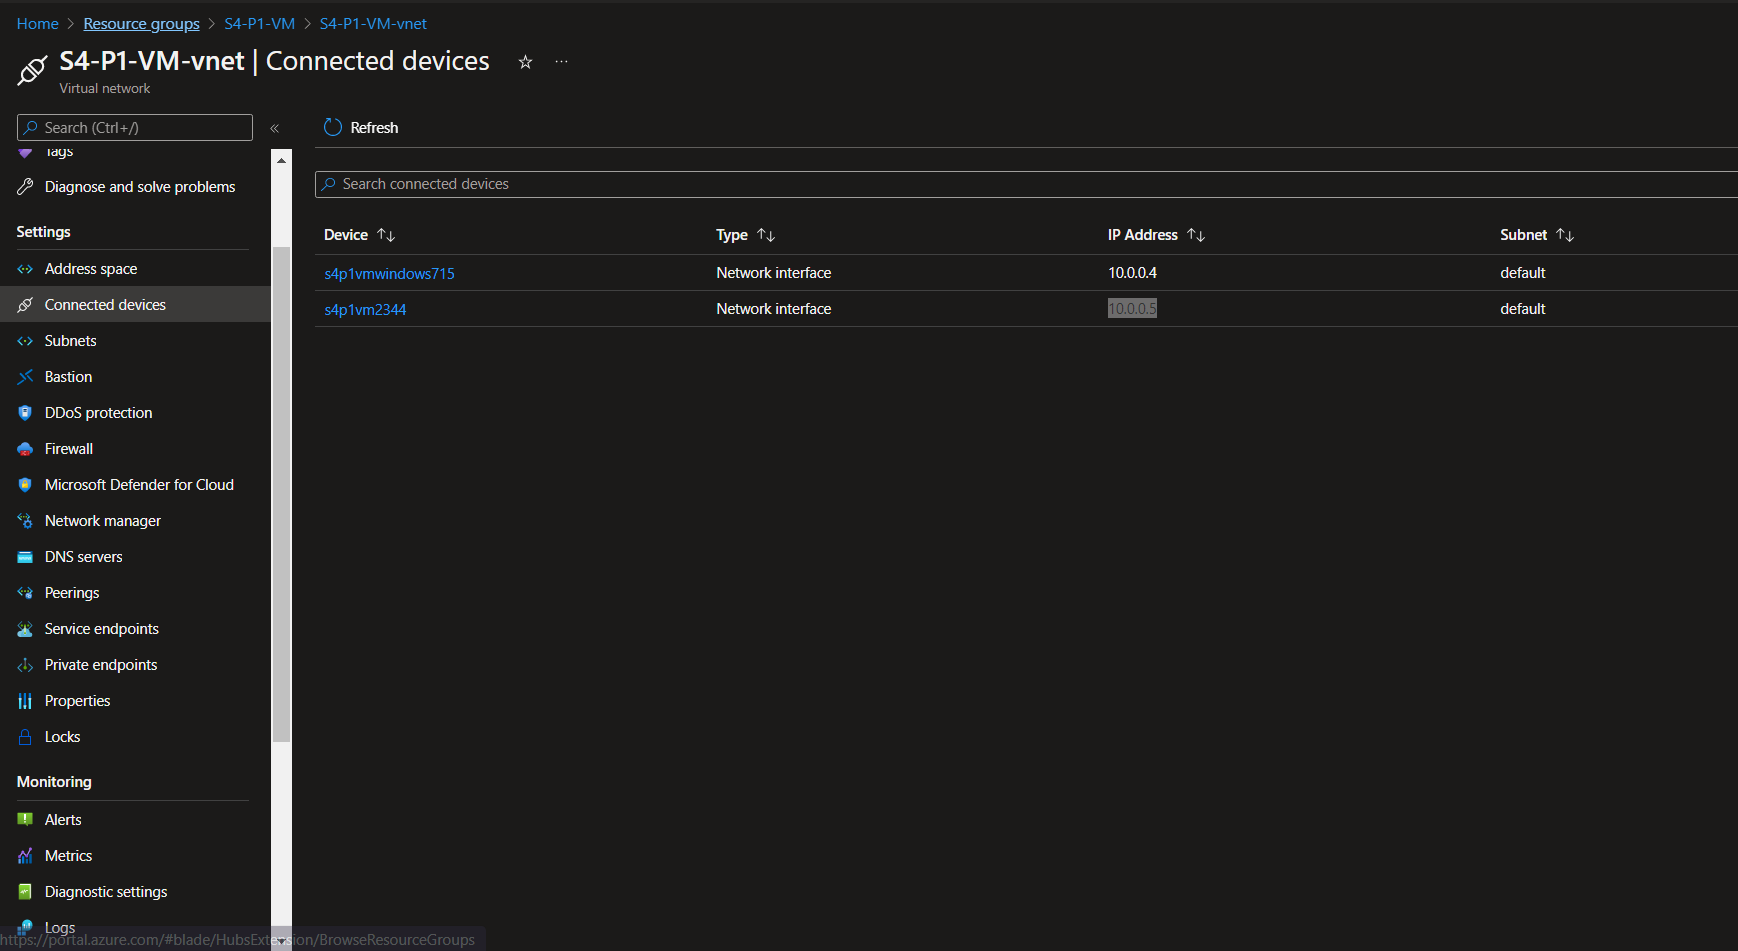 Home > Resource groups > S4-P1-VM > S4-P1-VM-vnet
S4-P1-VM-vnet | Connected devices
Virtual network
Search (Ctrl+/)
«
Refresh
Tags
Diagnose and solve problems
Settings
Address space
Connected devices
Subnets
Bastion
DDoS protection
Firewall
Microsoft Defender for Cloud
Network manager
DNS servers
Peerings
Service endpoints
Private endpoints
Properties
Locks
Monitoring
Alerts
Metrics
Diagnostic settings
Logs
Search connected devices
Device ↑↓ Type ↑↓ IP Address ↑↓ Subnet ↑↓
s4p1vmwindows715 Network interface 10.0.0.4 default
s4p1vm2344 Network interface 10.0.0.5 default
https://portal.azure.com/#blade/HubsExtension/BrowseResourceGroups